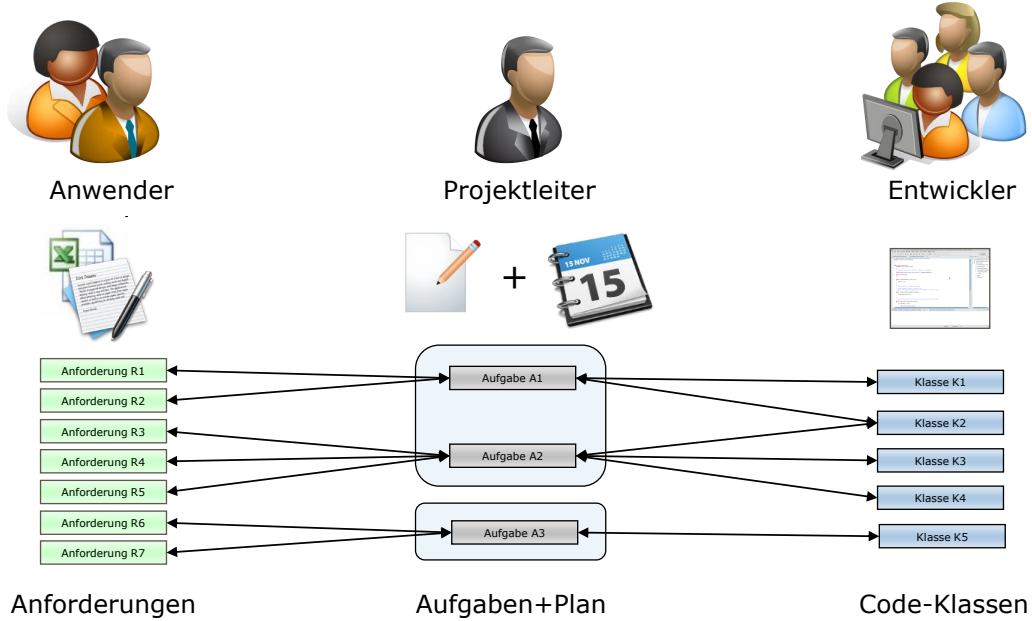 Anwender
Projektleiter
Entwickler
+
15 NOV
15
Anforderung R1
Anforderung R2
Anforderung R3
Anforderung R4
Anforderung R5
Anforderung R6
Anforderung R7
Aufgabe A1
Aufgabe A2
Aufgabe A3
Klasse K1
Klasse K2
Klasse K3
Klasse K4
Klasse K5
Anforderungen
Aufgaben+Plan
Code-Klassen